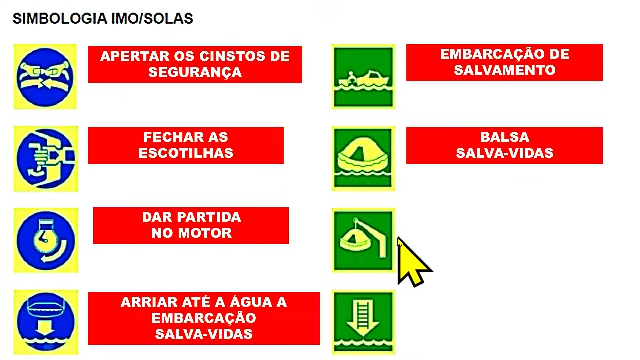 SIMBOLOGIA IMO/SOLAS
APERTAR OS CINSTOS DE
SEGURANÇA
EMBARCAÇÃO DE
SALVAMENTO
FECHAR AS
ESCOTILHAS
BALSA
SALVA-VIDAS
DAR PARTIDA
NO MOTOR
ARRIAR ATÉ A ÁGUA A
EMBARCAÇÃO
SALVA-VIDAS